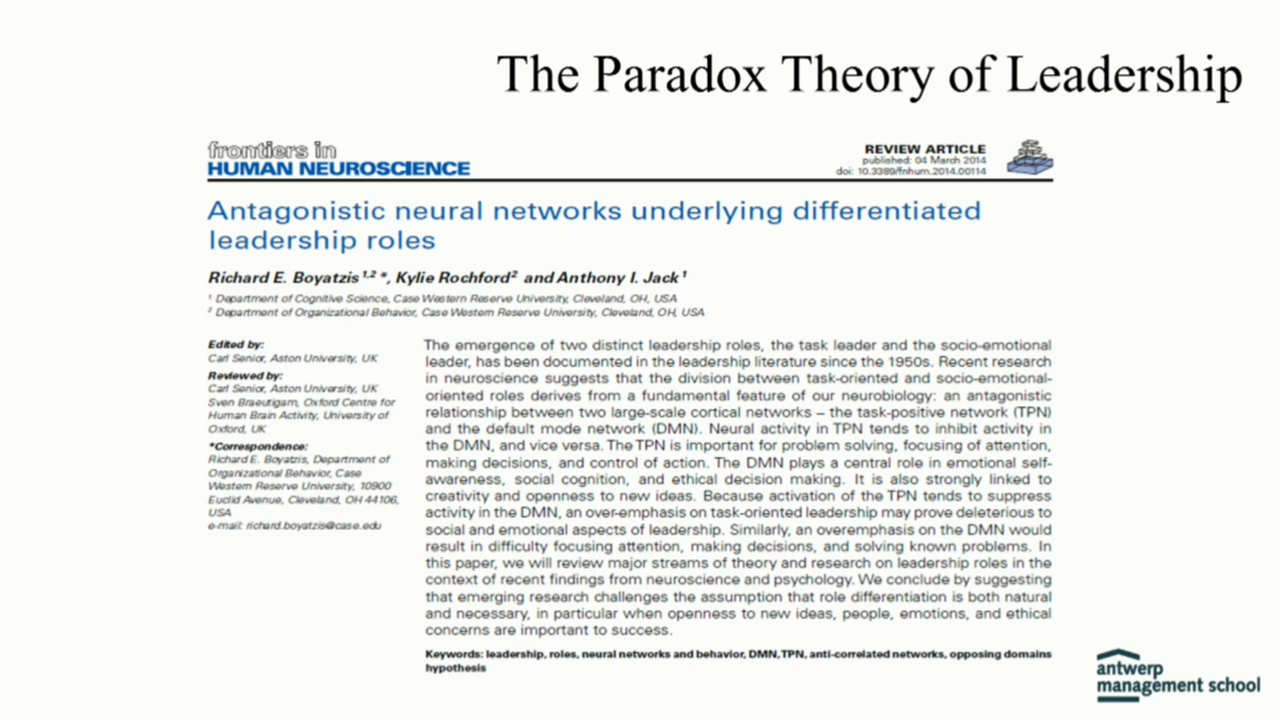 The Paradox Theory of Leadership
frontiers in
HUMAN NEUROSCIENCE
REVIEW ARTICLE
published: 04 March 2014
doi: 10.3389/fnhum.2014.00114
Antagonistic neural networks underlying differentiated
leadership roles
Richard E. Boyatzis 1,2 *, Kylie Rochford 2 and Anthony I. Jack 1
1 Department of Cognitive Science, Case Western Reserve University, Cleveland, OH, USA
2 Department of Organizational Behavior, Case Western Reserve University, Cleveland, OH, USA
Edited by:
Carl Senior, Aston University, UK
Reviewed by:
Carl Senior, Aston University, UK
Sven Braeutigam, Oxford Centre for
Human Brain Activity, University of
Oxford, UK
*Correspondence:
Richard E. Boyatzis, Department of
Organizational Behavior, Case
Western Reserve University, 10900
Euclid Avenue, Cleveland, OH 44106,
USA
e-mail: richard.boyatzis@case.edu
The emergence of two distinct leadership roles, the task leader and the socio-emotional
leader, has been documented in the leadership literature since the 1950s. Recent research
in neuroscience suggests that the division between task-oriented and socio-emotional-
oriented roles derives from a fundamental feature of our neurobiology: an antagonistic
relationship between two large-scale cortical networks – the task-positive network (TPN)
and the default mode network (DMN). Neural activity in TPN tends to inhibit activity in
the DMN, and vice versa. The TPN is important for problem solving, focusing of attention,
making decisions, and control of action. The DMN plays a central role in emotional self-
awareness, social cognition, and ethical decision making. It is also strongly linked to
creativity and openness to new ideas. Because activation of the TPN tends to suppress
activity in the DMN, an over-emphasis on task-oriented leadership may prove deleterious to
social and emotional aspects of leadership. Similarly, an overemphasis on the DMN would
result in difficulty focusing attention, making decisions, and solving known problems. In
this paper, we will review major streams of theory and research on leadership roles in the
context of recent findings from neuroscience and psychology. We conclude by suggesting
that emerging research challenges the assumption that role differentiation is both natural
and necessary, in particular when openness to new ideas, people, emotions, and ethical
concerns are important to success.
Keywords: leadership, roles, neural networks and behavior, DMN, TPN, anti-correlated networks, opposing domains
hypothesis
antwerp
management school